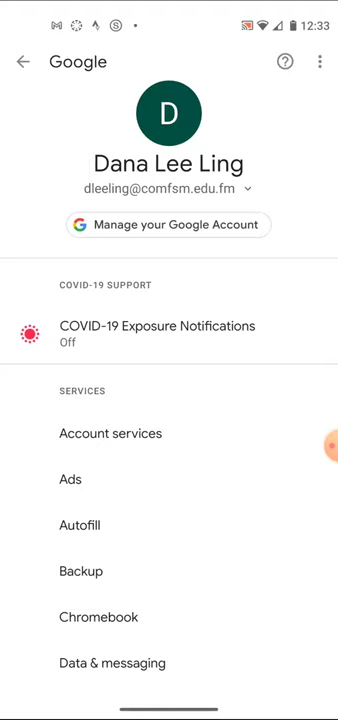 12:33
Google
D
Dana Lee Ling
dleeling@comfsm.edu.fm
G Manage your Google Account
COVID-19 SUPPORT
COVID-19 Exposure Notifications
Off
SERVICES
Account services
Ads
Autofill
Backup
Chromebook
Data & messaging